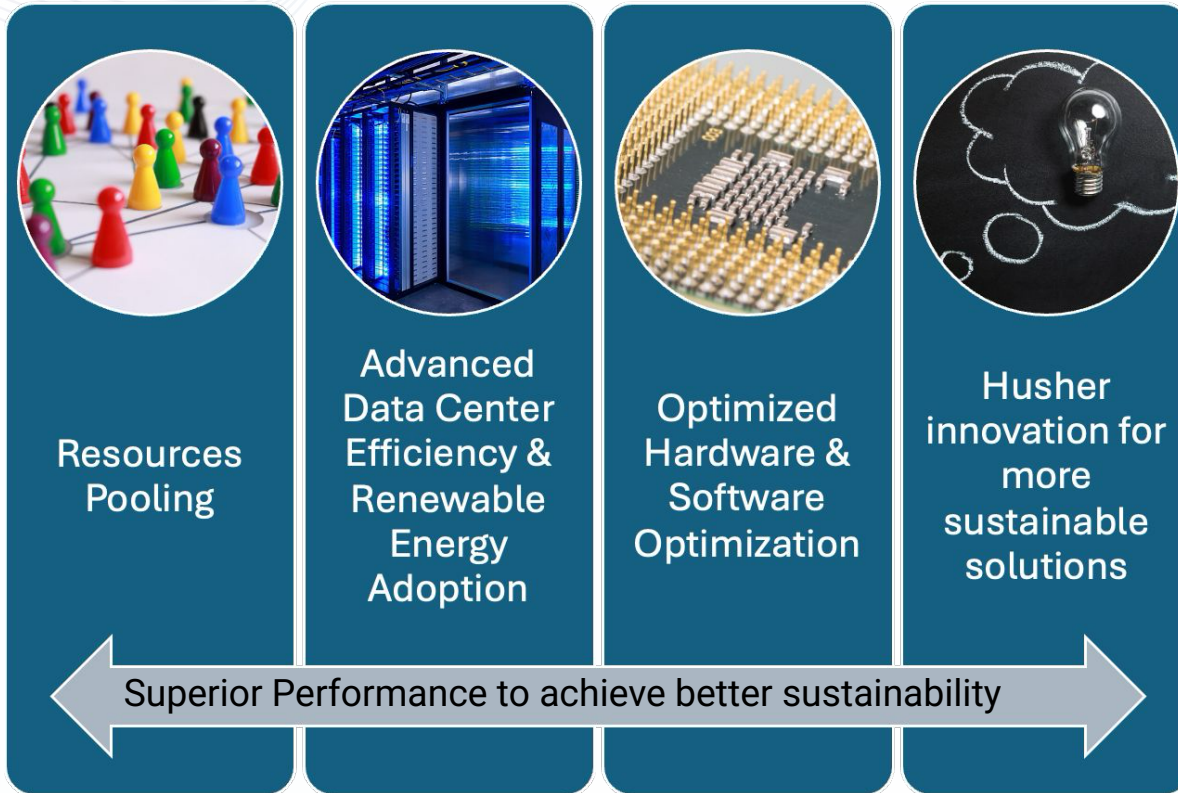 Resources
Pooling
Advanced
Data Center
Efficiency &
Renewable
Energy
Adoption
Optimized
Hardware &
Software
Optimization
Husher
innovation for
more
sustainable
solutions
Superior Performance to achieve better sustainability